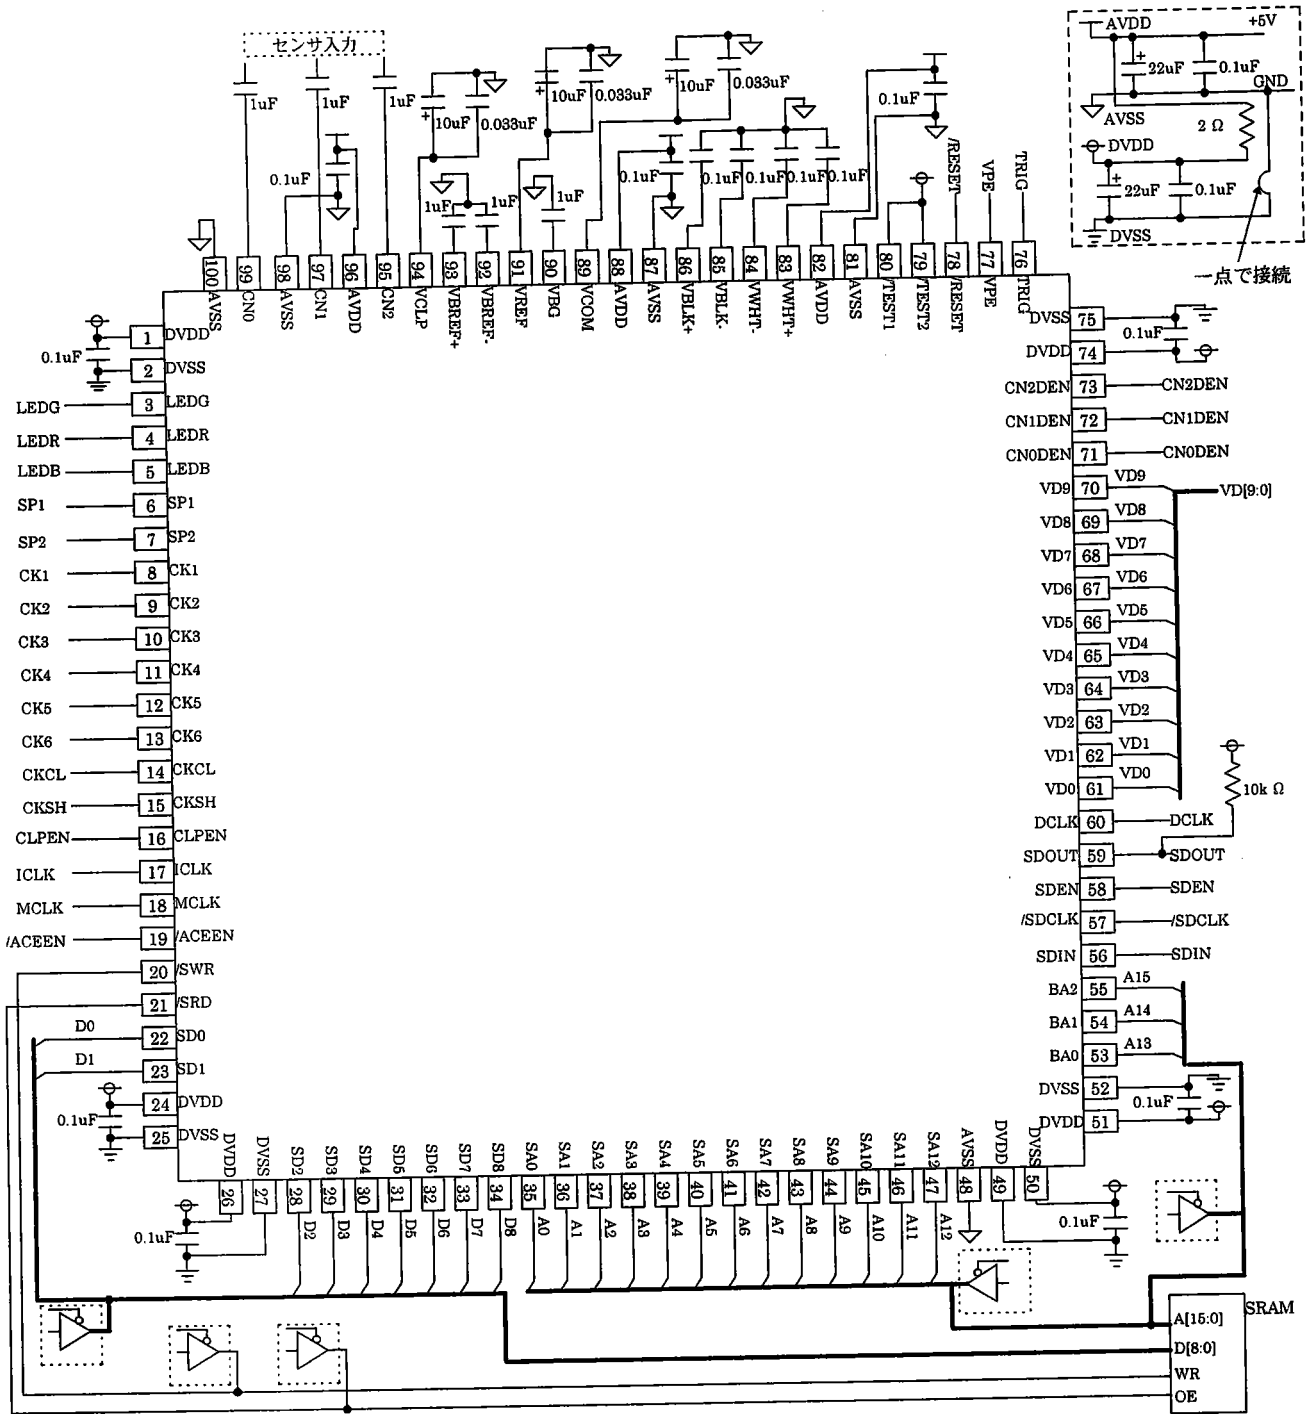 センサ入力
1uF
1uF
1uF
0.1uF
10uF
0.033uF
1uF
1uF
10uF
0.033uF
1uF
10uF
0.033uF
0.1uF
0.1uF
0.1uF
0.1uF
0.1uF
0.1uF
/RESET
VPE
TRIG
AVDD
+5V
22uF
0.1uF
GND
AVSS
2 Ω
DVDD
22uF
0.1uF
DVSS
一点で接続
100 AVSS
99 CN0
98 AVSS
97 CN1
96 AVDD
95 CN2
94 VCLP
93 VBREF+
92 VBREF-
91 VREF
90 VBG
89 VCOM
88 AVDD
87 AVSS
86 VBLK+
85 VBLK-
84 VWHT-
83 VWHT+
82 AVDD
81 AVSS
80 /TEST1
79 /TEST2
78 /RESET
77 VPE
76 TRIG
0.1uF
1 DVDD
2 DVSS
LEDG 3 LEDG
LEDR 4 LEDR
LEDB 5 LEDB
SP1 6 SP1
SP2 7 SP2
CK1 8 CK1
CK2 9 CK2
CK3 10 CK3
CK4 11 CK4
CK5 12 CK5
CK6 13 CK6
CKCL 14 CKCL
CKSH 15 CKSH
CLPEN 16 CLPEN
ICLK 17 ICLK
MCLK 18 MCLK
/ACEEN 19 /ACEEN
20 /SWR
21 /SRD
D0 22 SD0
D1 23 SD1
24 DVDD
0.1uF
25 DVSS
DVSS 75
0.1uF
DVDD 74
CN2DEN 73 CN2DEN
CN1DEN 72 CN1DEN
CN0DEN 71 CN0DEN
VD9 70 VD9
VD[9:0]
VD8 69 VD8
VD7 68 VD7
VD6 67 VD6
VD5 66 VD5
VD4 65 VD4
VD3 64 VD3
VD2 63 VD2
VD1 62 VD1
VD0 61 VD0
10k Ω
DCLK 60 DCLK
SDOUT 59 SDOUT
SDEN 58 SDEN
/SDCLK 57 /SDCLK
SDIN 56 SDIN
BA2 55 A15
BA1 54 A14
BA0 53 A13
DVSS 52
0.1uF
DVDD 51
DVDD 26
DVSS 27
SD2 28 D2
SD3 29 D3
SD4 30 D4
SD5 31 D5
SD6 32 D6
SD7 33 D7
SD8 34 D8
SA0 35 A0
SA1 36 A1
SA2 37 A2
SA3 38 A3
SA4 39 A4
SA5 40 A5
SA6 41 A6
SA7 42 A7
SA8 43 A8
SA9 44 A9
SA10 45 A10
SA11 46 A11
SA12 47 A12
AVSS 48
DVDD 49
DVSS 50
0.1uF
0.1uF
SRAM
A[15:0]
D[8:0]
WR
OE